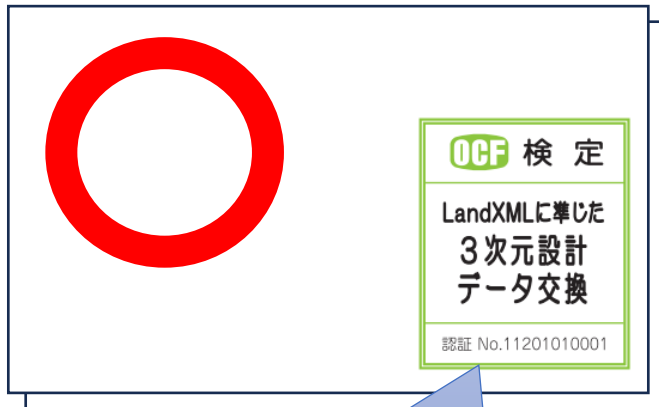 OCF 検 定
LandXMLに準じた
3次元設計
データ交換
認証 No.11201010001